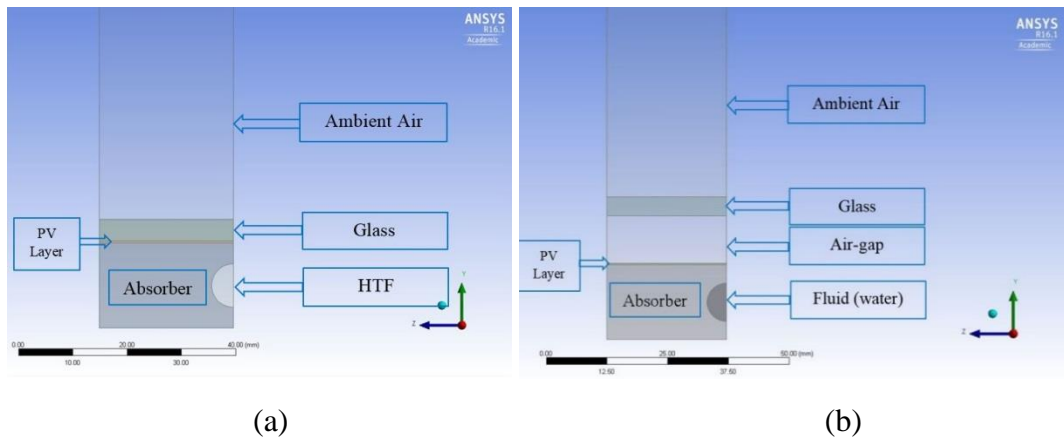 ANSYS
R16.1
Academic
Ambient Air
PV
Layer
Glass
Absorber
HTF
Y
Z
0.00
20.00
40.00 (mm)
10.00
30.00
(a)
ANSYS
R16.1
Academic
Ambient Air
Glass
Air-gap
PV
Layer
Absorber
Fluid (water)
Y
Z
0.00
25.00
50.00 (mm)
12.50
37.50
(b)